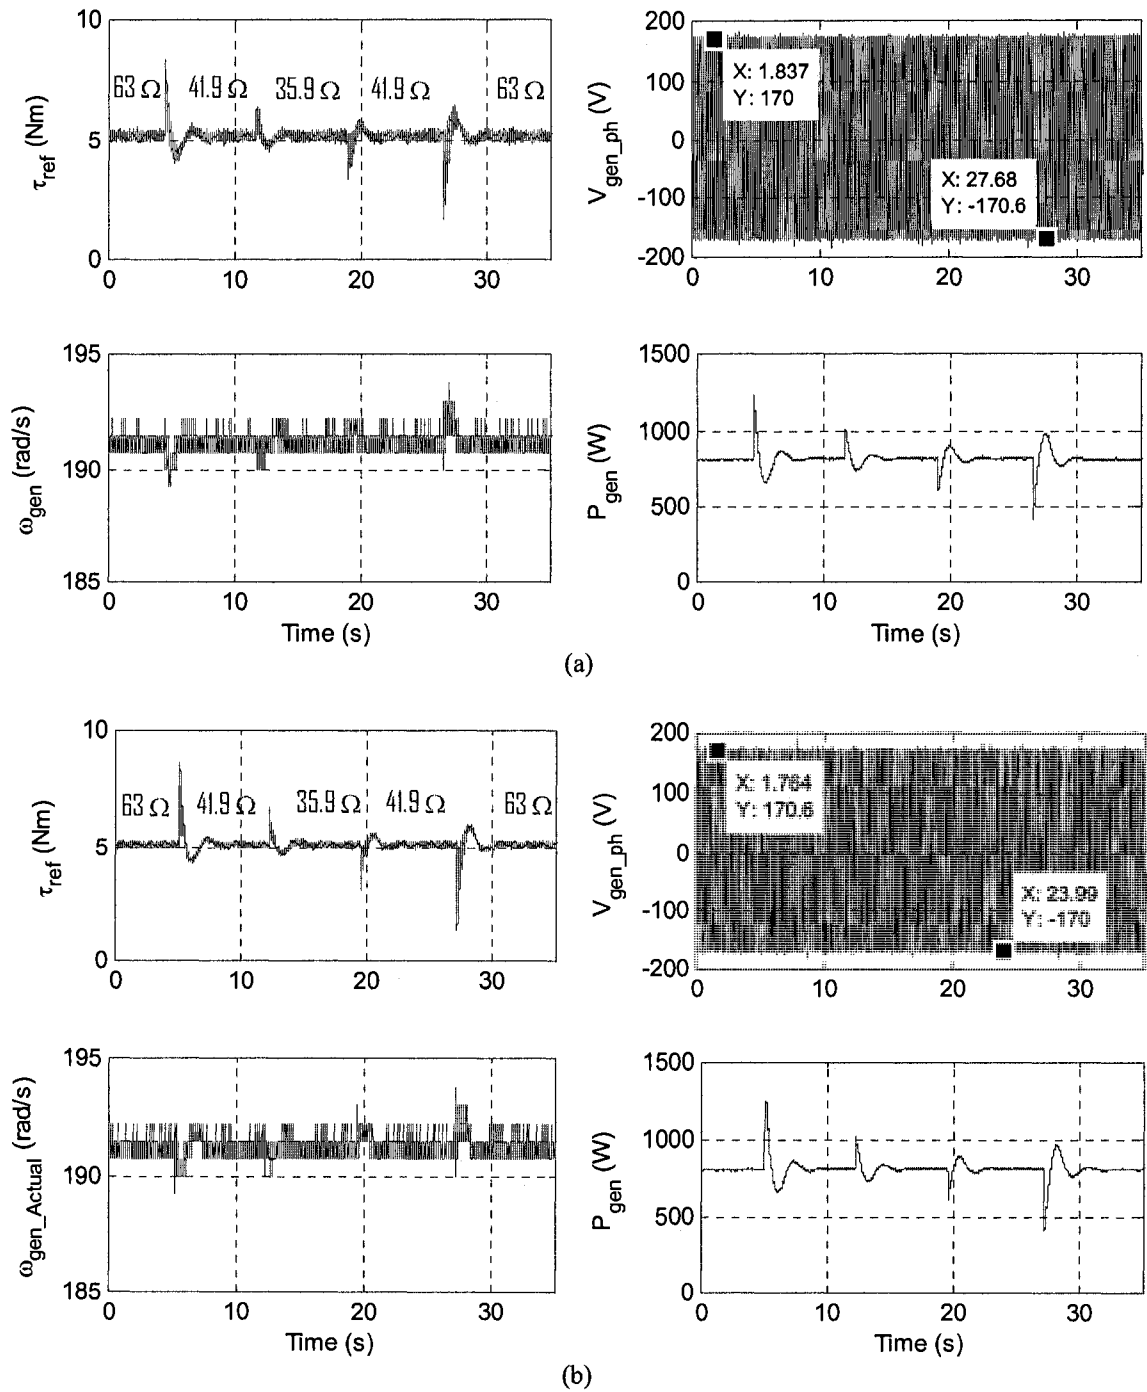 10
5
0
τref (Nm)
63 Ω
41.9 Ω
35.9 Ω
41.9 Ω
63 Ω
0
10
20
30
200
100
0
-100
-200
Vgen_ph (V)
X: 1.837
Y: 170
X: 27.68
Y: -170.6
0
10
20
30
195
190
185
ωgen (rad/s)
0
10
20
30
Time (s)
1500
1000
500
0
Pgen (W)
0
10
20
30
Time (s)
(a)
10
5
0
τref (Nm)
63 Ω
41.9 Ω
35.9 Ω
41.9 Ω
63 Ω
0
10
20
30
200
100
0
-100
-200
Vgen_ph (V)
X: 1.764
Y: 170.6
X: 23.99
Y: -170
0
10
20
30
195
190
185
ωgen_Actual (rad/s)
0
10
20
30
Time (s)
1500
1000
500
0
Pgen (W)
0
10
20
30
Time (s)
(b)